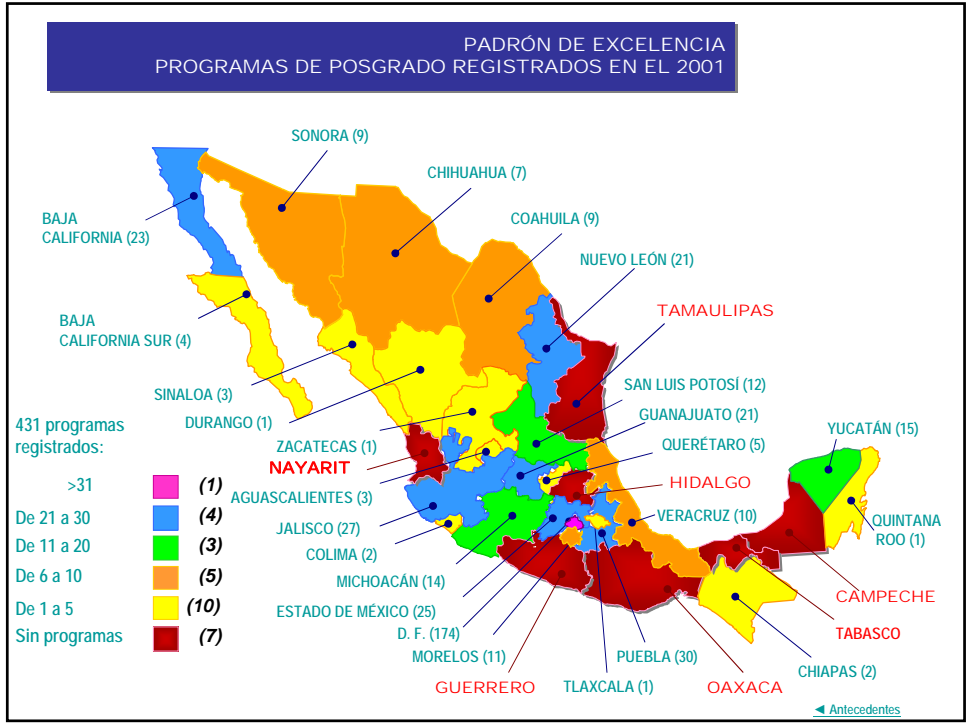 PADRÓN DE EXCELENCIA
PROGRAMAS DE POSGRADO REGISTRADOS EN EL 2001
SONORA (9)
CHIHUAHUA (7)
COAHUILA (9)
NUEVO LEÓN (21)
BAJA
CALIFORNIA (23)
TAMAULIPAS
BAJA
CALIFORNIA SUR (4)
SAN LUIS POTOSÍ (12)
SINALOA (3)
GUANAJUATO (21)
DURANGO (1)
YUCATÁN (15)
431 programas
registrados:
ZACATECAS (1)
QUERÉTARO (5)
NAYARIT
>31 (1)
HIDALGO
AGUASCALIENTES (3)
De 21 a 30 (4)
VERACRUZ (10)
QUINTANA
ROO (1)
JALISCO (27)
De 11 a 20 (3)
COLIMA (2)
De 6 a 10 (5)
MICHOACÁN (14)
CAMPECHE
De 1 a 5 (10)
ESTADO DE MÉXICO (25)
Sin programas (7)
D. F. (174)
TABASCO
MORELOS (11)
PUEBLA (30)
CHIAPAS (2)
GUERRERO
TLAXCALA (1)
OAXACA
◄ Antecedentes